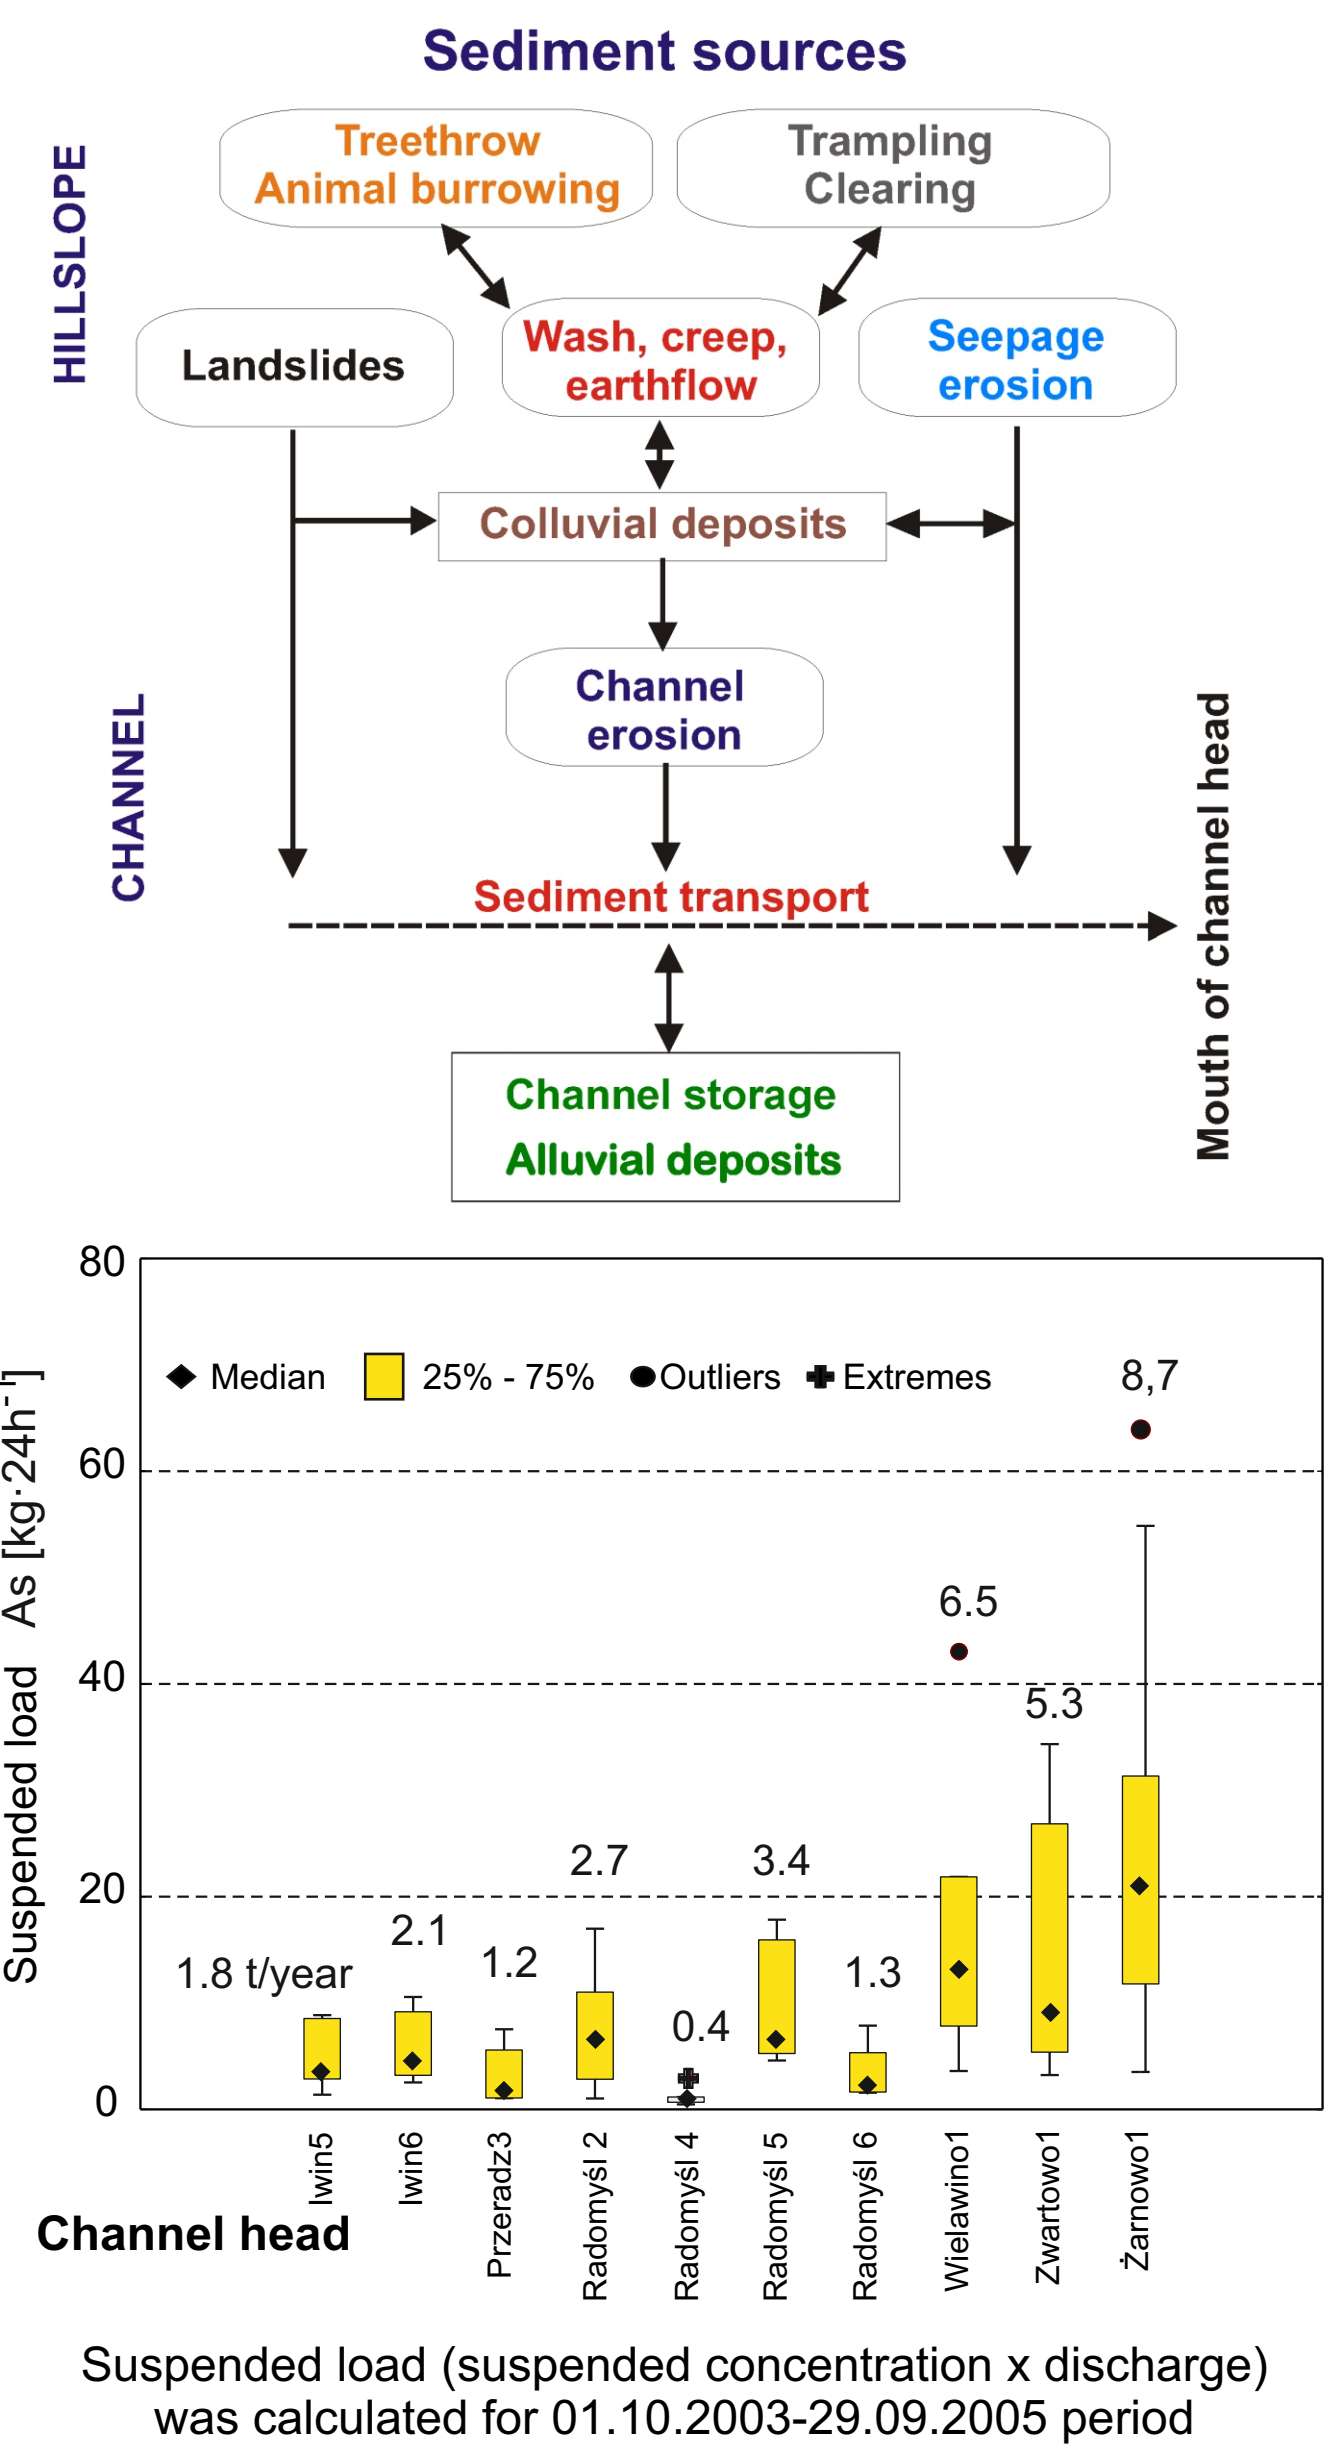 Sediment sources
HILLSLOPE
Treethrow
Animal burrowing
Trampling
Clearing
Landslides
Wash, creep,
earthflow
Seepage
erosion
Colluvial deposits
Channel
erosion
CHANNEL
Sediment transport
Mouth of channel head
Channel storage
Alluvial deposits
Suspended load As [kg·24h⁻¹]
80
60
40
20
0
Median
25% - 75%
Outliers
Extremes
1.8 t/year
2.1
1.2
2.7
0.4
3.4
1.3
6.5
5.3
8,7
Iwin5
Iwin6
Przeradz3
Radomyśl 2
Radomyśl 4
Radomyśl 5
Radomyśl 6
Wielawino1
Zwartowo1
Żarnowo1
Channel head
Suspended load (suspended concentration x discharge)
was calculated for 01.10.2003-29.09.2005 period